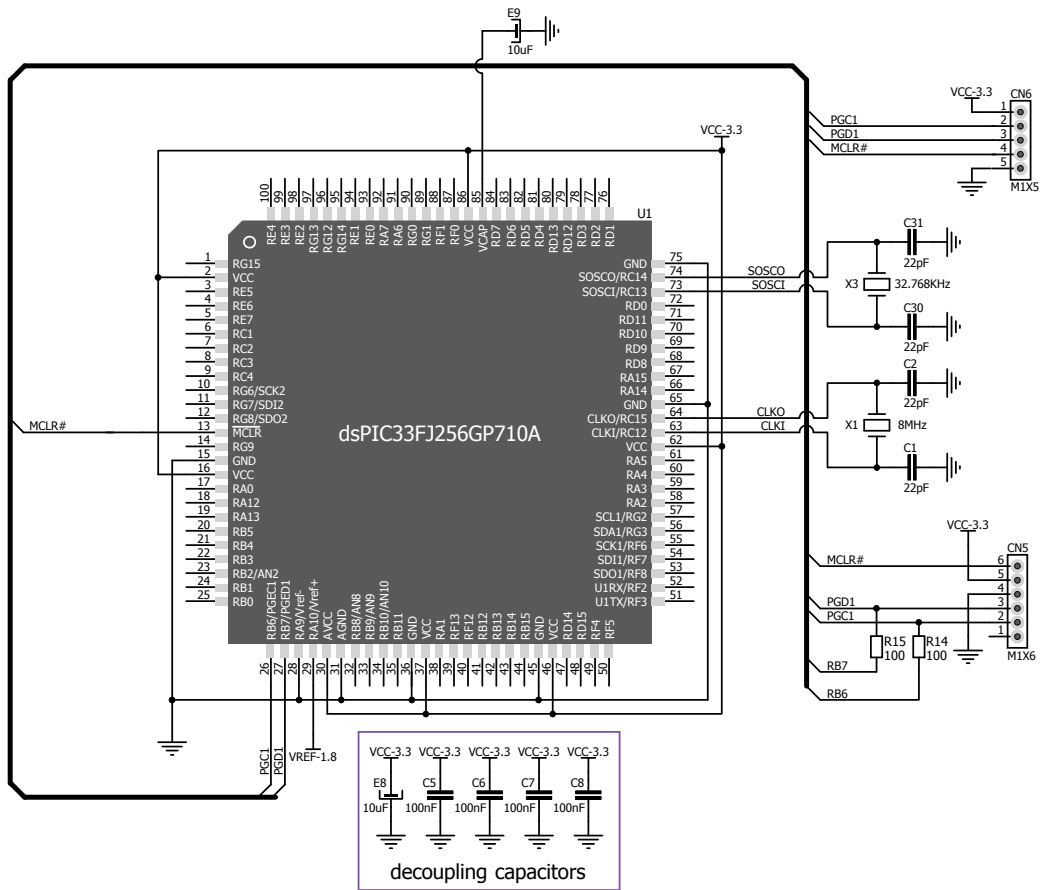 E9
10uF
VCC-3.3
CN6
PGC1
PGD1
MCLR#
1
2
3
4
5
M1X5
VCC-3.3
100
99
98
97
96
95
94
93
92
91
90
89
88
87
86
85
84
83
82
81
80
79
78
77
76
RE4
RE3
RE2
RG13
RG12
RG14
RE1
RE0
RA7
RA6
RG0
RG1
RF1
RF0
VCC
VCAP
RD7
RD6
RD5
RD4
RD13
RD12
RD3
RD2
RD1
U1
1 RG15
2 VCC
3 RE5
4 RE6
5 RE7
6 RC1
7 RC2
8 RC3
9 RC4
10 RG6/SCK2
11 RG7/SDI2
12 RG8/SDO2
MCLR# 13 MCLR
14 RG9
15 GND
16 VCC
17 RA0
18 RA12
19 RA13
20 RB5
21 RB4
22 RB3
23 RB2/AN2
24 RB1
25 RB0
dsPIC33FJ256GP710A
GND 75
SOSCO/RC14 74 SOSCO
SOSCI/RC13 73 SOSCI
RD0 72
RD11 71
RD10 70
RD9 69
RD8 68
RA15 67
RA14 66
GND 65
CLKO/RC15 64 CLKO
CLKI/RC12 63 CLKI
VCC 62
RA5 61
RA4 60
RA3 59
RA2 58
SCL1/RG2 57
SDA1/RG3 56
SCK1/RF6 55
SDI1/RF7 54
SDO1/RF8 53
U1RX/RF2 52
U1TX/RF3 51
C31
22pF
X3 32.768KHz
C30
22pF
C2
22pF
X1 8MHz
C1
22pF
RB6/PGEC1
RB7/PGED1
RA9/Vref-
RA10/Vref+
AVCC
AGND
RB8/AN8
RB9/AN9
RB10/AN10
RB11
GND
VCC
RA1
RF13
RF12
RB12
RB13
RB14
RB15
GND
VCC
RD14
RD15
RF4
RF5
26
27
28
29
30
31
32
33
34
35
36
37
38
39
40
41
42
43
44
45
46
47
48
49
50
VCC-3.3
CN5
MCLR#
PGD1
PGC1
6
5
4
3
2
1
M1X6
R15
100
R14
100
RB7
RB6
PGC1
PGD1
VREF-1.8
VCC-3.3 VCC-3.3 VCC-3.3 VCC-3.3 VCC-3.3
E8 C5 C6 C7 C8
10uF 100nF 100nF 100nF 100nF
decoupling capacitors